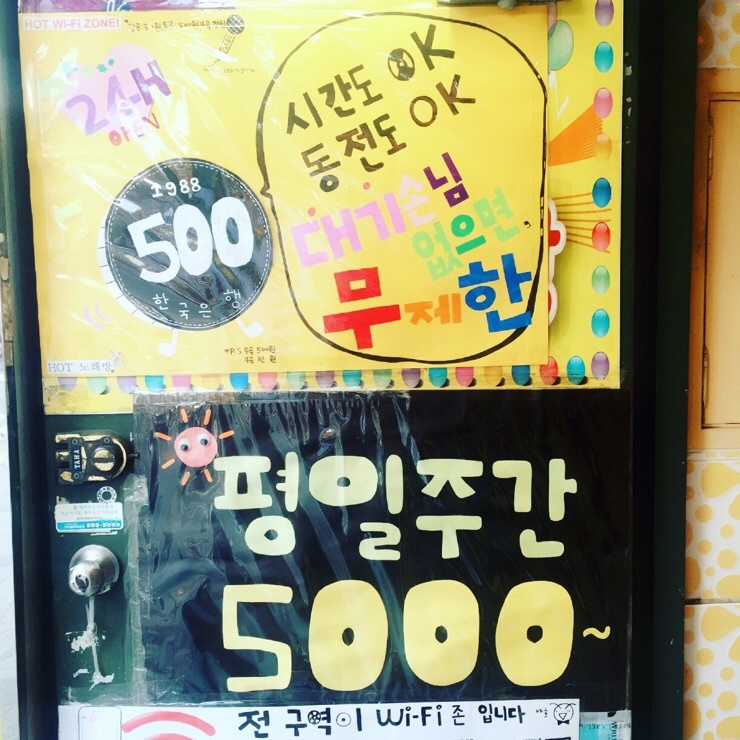 HOT Wi-Fi ZONE!
24H
시간도 OK
동전도 OK
대기손님
없으면
무제한
1988
500
한국은행
HOT 노래방
평일주간
5000~
전 구역이 Wi-Fi 존 입니다
TAMA